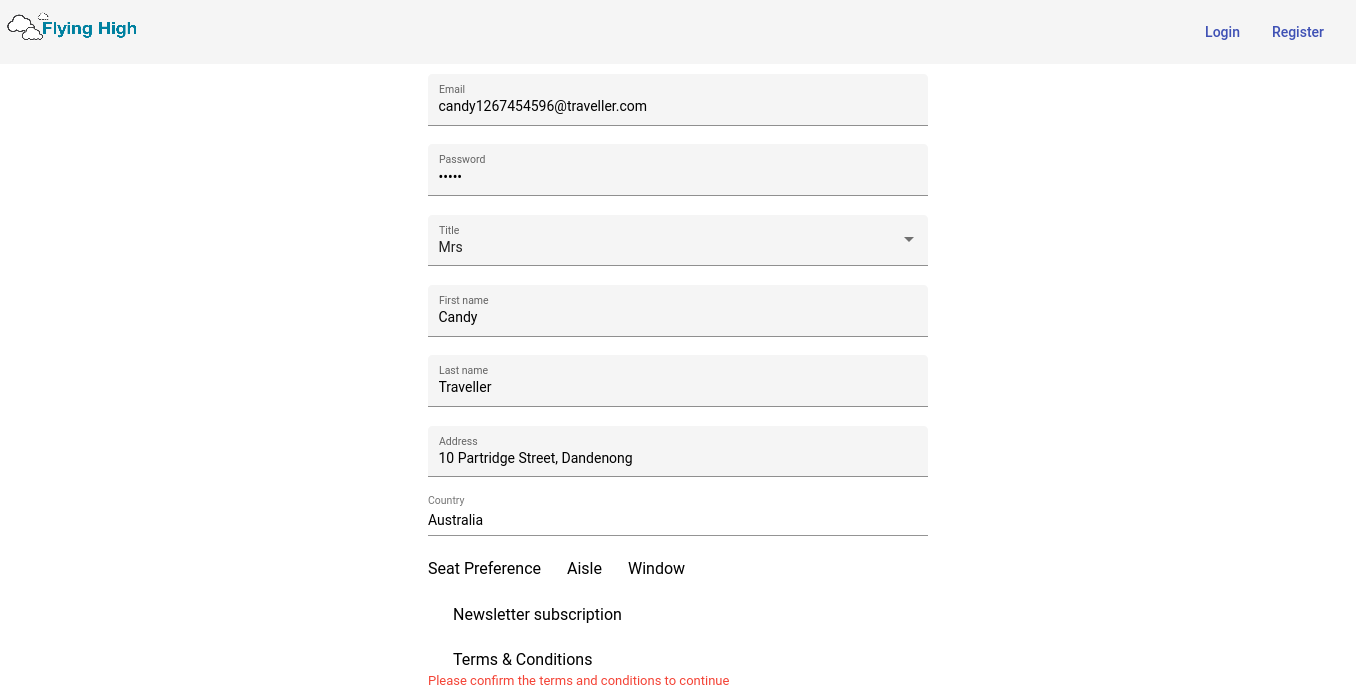 Flying High
Login Register
Email
candy1267454596@traveller.com
Password
•••••
Title
Mrs
First name
Candy
Last name
Traveller
Address
10 Partridge Street, Dandenong
Country
Australia
Seat Preference Aisle Window
Newsletter subscription
Terms & Conditions
Please confirm the terms and conditions to continue